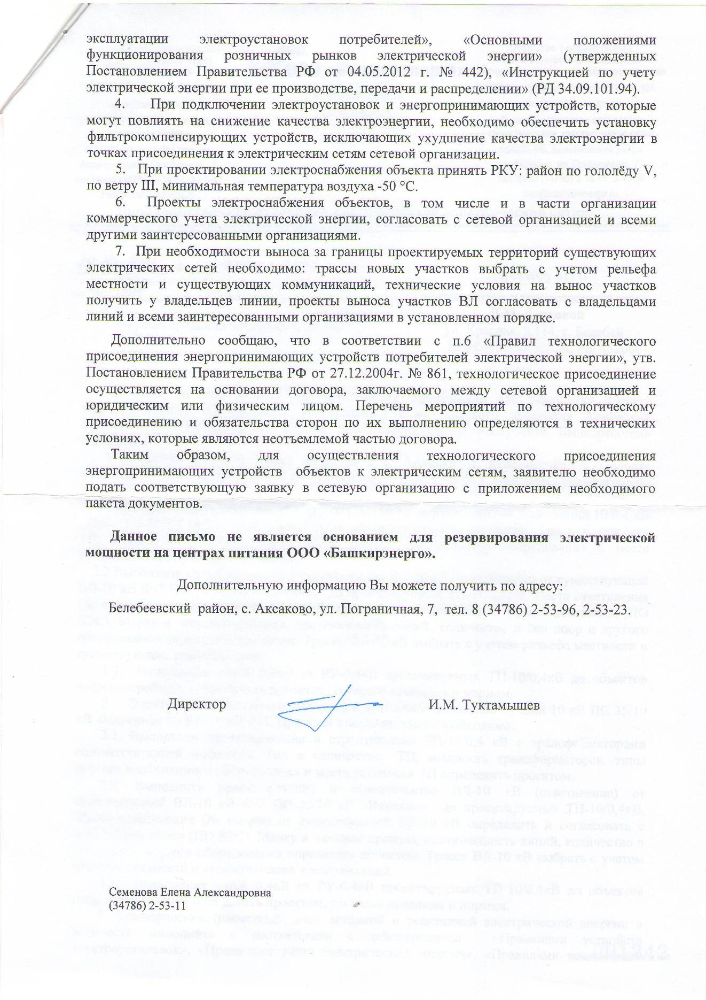 эксплуатации электроустановок потребителей», «Основными положениями
функционирования розничных рынков электрической энергии» (утвержденных
Постановлением Правительства РФ от 04.05.2012 г. № 442), «Инструкцией по учету
электрической энергии при ее производстве, передачи и распределении» (РД 34.09.101.94).
4. При подключении электроустановок и энергопринимающих устройств, которые
могут повлиять на снижение качества электроэнергии, необходимо обеспечить установку
фильтрокомпенсирующих устройств, исключающих ухудшение качества электроэнергии в
точках присоединения к электрическим сетям сетевой организации.
5. При проектировании электроснабжения объекта принять РКУ: район по гололёду V,
по ветру III, минимальная температура воздуха -50 °С.
6. Проекты электроснабжения объектов, в том числе и в части организации
коммерческого учета электрической энергии, согласовать с сетевой организацией и всеми
другими заинтересованными организациями.
7. При необходимости выноса за границы проектируемых территорий существующих
электрических сетей необходимо: трассы новых участков выбрать с учетом рельефа
местности и существующих коммуникаций, технические условия на вынос участков
получить у владельцев линии, проекты выноса участков ВЛ согласовать с владельцами
линий и всеми заинтересованными организациями в установленном порядке.
Дополнительно сообщаю, что в соответствии с п.6 «Правил технологического
присоединения энергопринимающих устройств потребителей электрической энергии», утв.
Постановлением Правительства РФ от 27.12.2004г. № 861, технологическое присоединение
осуществляется на основании договора, заключаемого между сетевой организацией и
юридическим или физическим лицом. Перечень мероприятий по технологическому
присоединению и обязательства сторон по их выполнению определяются в технических
условиях, которые являются неотъемлемой частью договора.
Таким образом, для осуществления технологического присоединения
энергопринимающих устройств объектов к электрическим сетям, заявителю необходимо
подать соответствующую заявку в сетевую организацию с приложением необходимого
пакета документов.
Данное письмо не является основанием для резервирования электрической
мощности на центрах питания ООО «Башкирэнерго».
Дополнительную информацию Вы можете получить по адресу:
Белебеевский район, с. Аксаково, ул. Пограничная, 7, тел. 8 (34786) 2-53-96, 2-53-23.
Директор И.М. Туктамышев
Семенова Елена Александровна
(34786) 2-53-11